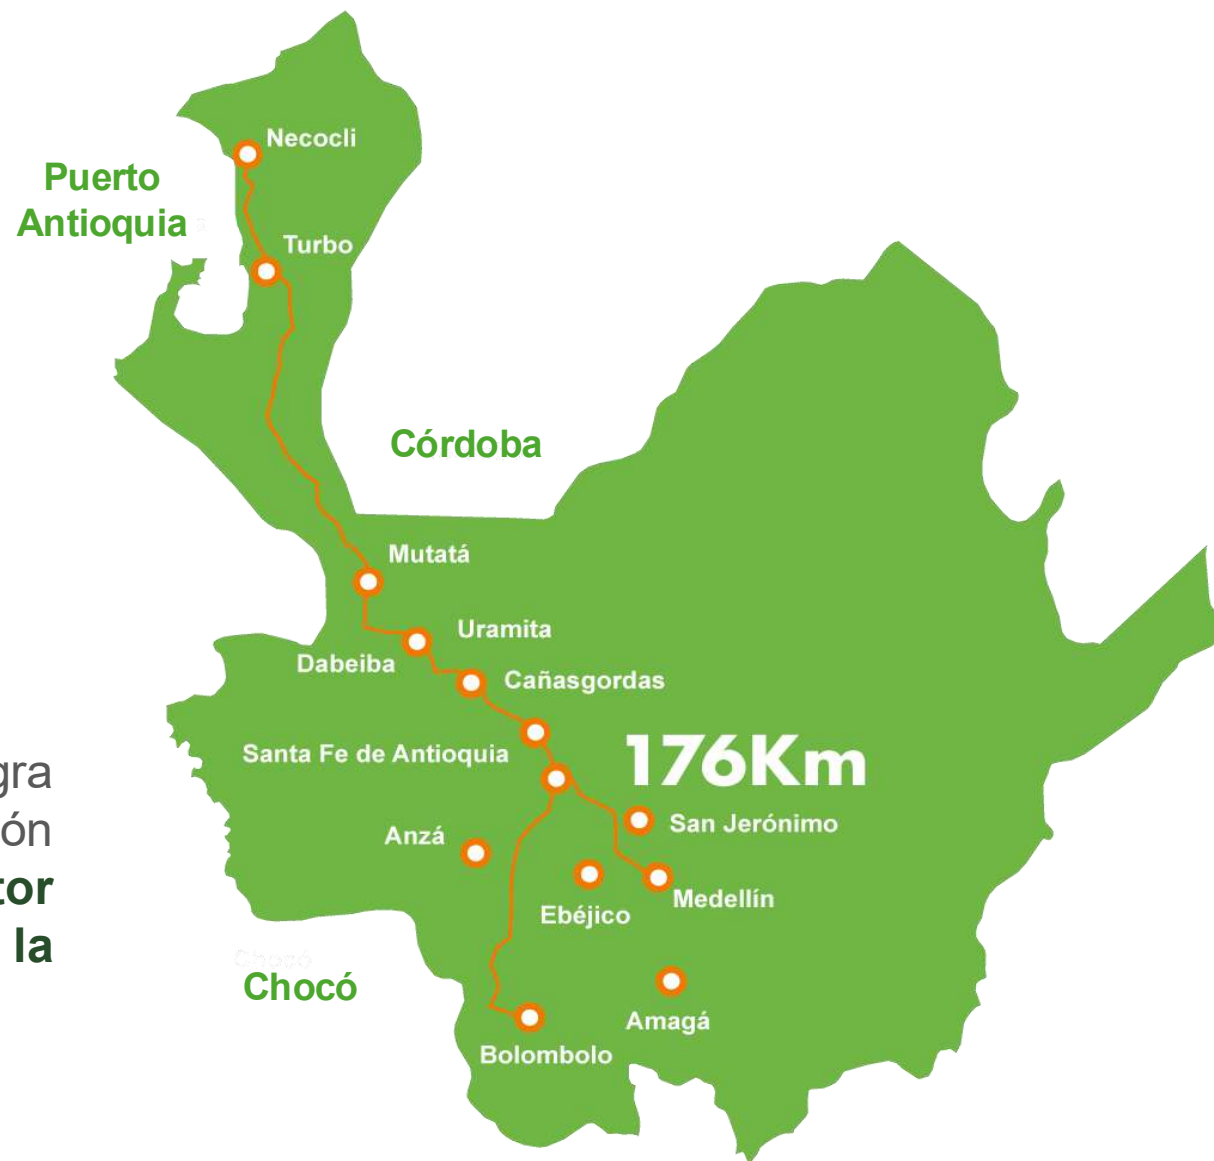 Necocli
Puerto
Antioquia
Turbo
Córdoba
Mutatá
Uramita
Dabeiba
Cañasgordas
Santa Fe de Antioquia
176Km
San Jerónimo
Anzá
Medellín
Ebéjico
Chocó
Chocó
Amagá
Bolombolo
gra
ón
tor
la